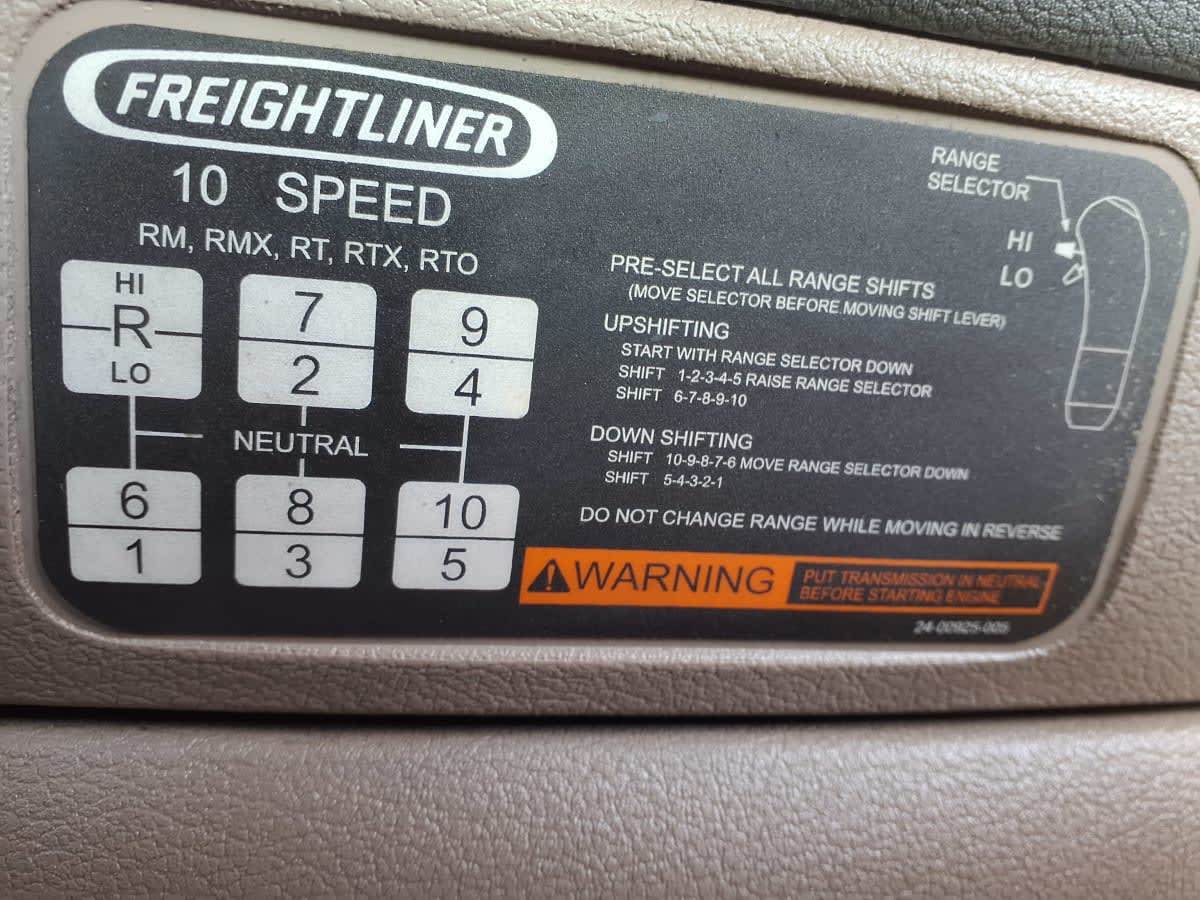 FREIGHTLINER
10 SPEED
RM, RMX, RT, RTX, RTO
HI
R
LO
7
2
9
4
NEUTRAL
6
1
8
3
10
5
RANGE
SELECTOR
HI
LO
PRE-SELECT ALL RANGE SHIFTS
(MOVE SELECTOR BEFORE MOVING SHIFT LEVER)
UPSHIFTING
START WITH RANGE SELECTOR DOWN
SHIFT 1-2-3-4-5 RAISE RANGE SELECTOR
SHIFT 6-7-8-9-10
DOWN SHIFTING
SHIFT 10-9-8-7-6 MOVE RANGE SELECTOR DOWN
SHIFT 5-4-3-2-1
DO NOT CHANGE RANGE WHILE MOVING IN REVERSE
WARNING
PUT TRANSMISSION IN NEUTRAL
BEFORE STARTING ENGINE
24-00925-005